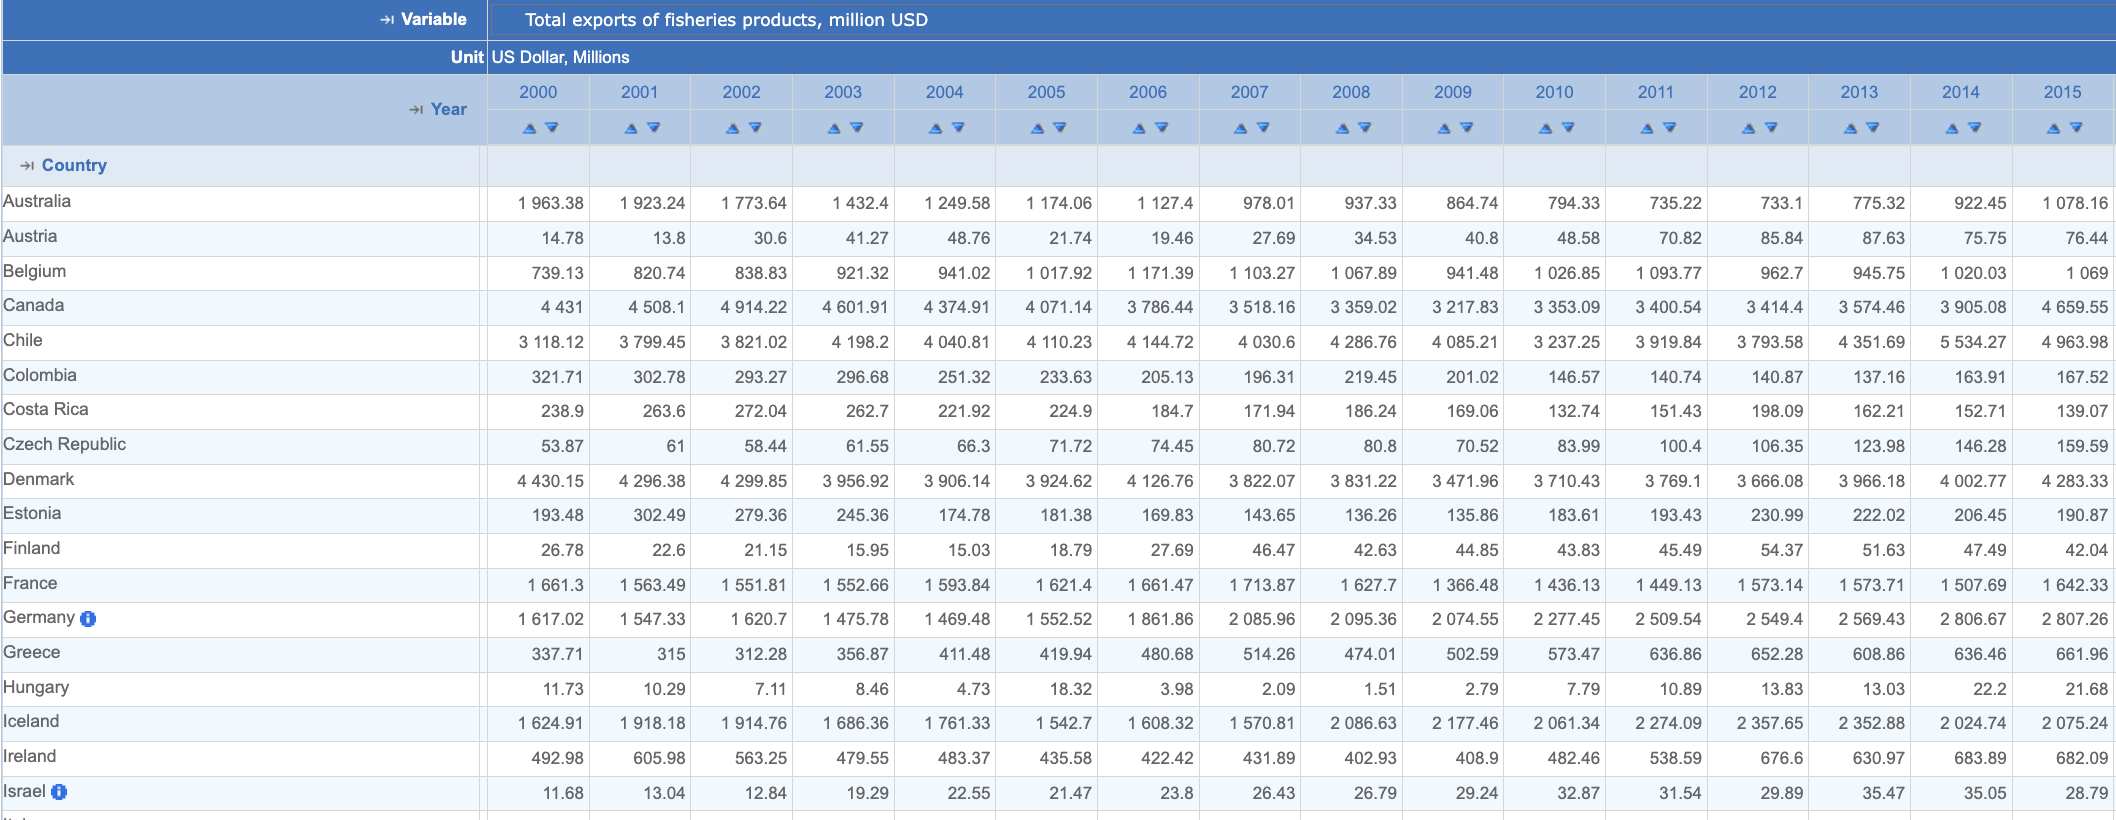 Variable Total exports of fisheries products, million USD
Unit US Dollar, Millions
Year 2000 2001 2002 2003 2004 2005 2006 2007 2008 2009 2010 2011 2012 2013 2014 2015
Country
Australia 1 963.38 1 923.24 1 773.64 1 432.4 1 249.58 1 174.06 1 127.4 978.01 937.33 864.74 794.33 735.22 733.1 775.32 922.45 1 078.16
Austria 14.78 13.8 30.6 41.27 48.76 21.74 19.46 27.69 34.53 40.8 48.58 70.82 85.84 87.63 75.75 76.44
Belgium 739.13 820.74 838.83 921.32 941.02 1 017.92 1 171.39 1 103.27 1 067.89 941.48 1 026.85 1 093.77 962.7 945.75 1 020.03 1 069
Canada 4 431 4 508.1 4 914.22 4 601.91 4 374.91 4 071.14 3 786.44 3 518.16 3 359.02 3 217.83 3 353.09 3 400.54 3 414.4 3 574.46 3 905.08 4 659.55
Chile 3 118.12 3 799.45 3 821.02 4 198.2 4 040.81 4 110.23 4 144.72 4 030.6 4 286.76 4 085.21 3 237.25 3 919.84 3 793.58 4 351.69 5 534.27 4 963.98
Colombia 321.71 302.78 293.27 296.68 251.32 233.63 205.13 196.31 219.45 201.02 146.57 140.74 140.87 137.16 163.91 167.52
Costa Rica 238.9 263.6 272.04 262.7 221.92 224.9 184.7 171.94 186.24 169.06 132.74 151.43 198.09 162.21 152.71 139.07
Czech Republic 53.87 61 58.44 61.55 66.3 71.72 74.45 80.72 80.8 70.52 83.99 100.4 106.35 123.98 146.28 159.59
Denmark 4 430.15 4 296.38 4 299.85 3 956.92 3 906.14 3 924.62 4 126.76 3 822.07 3 831.22 3 471.96 3 710.43 3 769.1 3 666.08 3 966.18 4 002.77 4 283.33
Estonia 193.48 302.49 279.36 245.36 174.78 181.38 169.83 143.65 136.26 135.86 183.61 193.43 230.99 222.02 206.45 190.87
Finland 26.78 22.6 21.15 15.95 15.03 18.79 27.69 46.47 42.63 44.85 43.83 45.49 54.37 51.63 47.49 42.04
France 1 661.3 1 563.49 1 551.81 1 552.66 1 593.84 1 621.4 1 661.47 1 713.87 1 627.7 1 366.48 1 436.13 1 449.13 1 573.14 1 573.71 1 507.69 1 642.33
Germany 1 617.02 1 547.33 1 620.7 1 475.78 1 469.48 1 552.52 1 861.86 2 085.96 2 095.36 2 074.55 2 277.45 2 509.54 2 549.4 2 569.43 2 806.67 2 807.26
Greece 337.71 315 312.28 356.87 411.48 419.94 480.68 514.26 474.01 502.59 573.47 636.86 652.28 608.86 636.46 661.96
Hungary 11.73 10.29 7.11 8.46 4.73 18.32 3.98 2.09 1.51 2.79 7.79 10.89 13.83 13.03 22.2 21.68
Iceland 1 624.91 1 918.18 1 914.76 1 686.36 1 761.33 1 542.7 1 608.32 1 570.81 2 086.63 2 177.46 2 061.34 2 274.09 2 357.65 2 352.88 2 024.74 2 075.24
Ireland 492.98 605.98 563.25 479.55 483.37 435.58 422.42 431.89 402.93 408.9 482.46 538.59 676.6 630.97 683.89 682.09
Israel 11.68 13.04 12.84 19.29 22.55 21.47 23.8 26.43 26.79 29.24 32.87 31.54 29.89 35.47 35.05 28.79